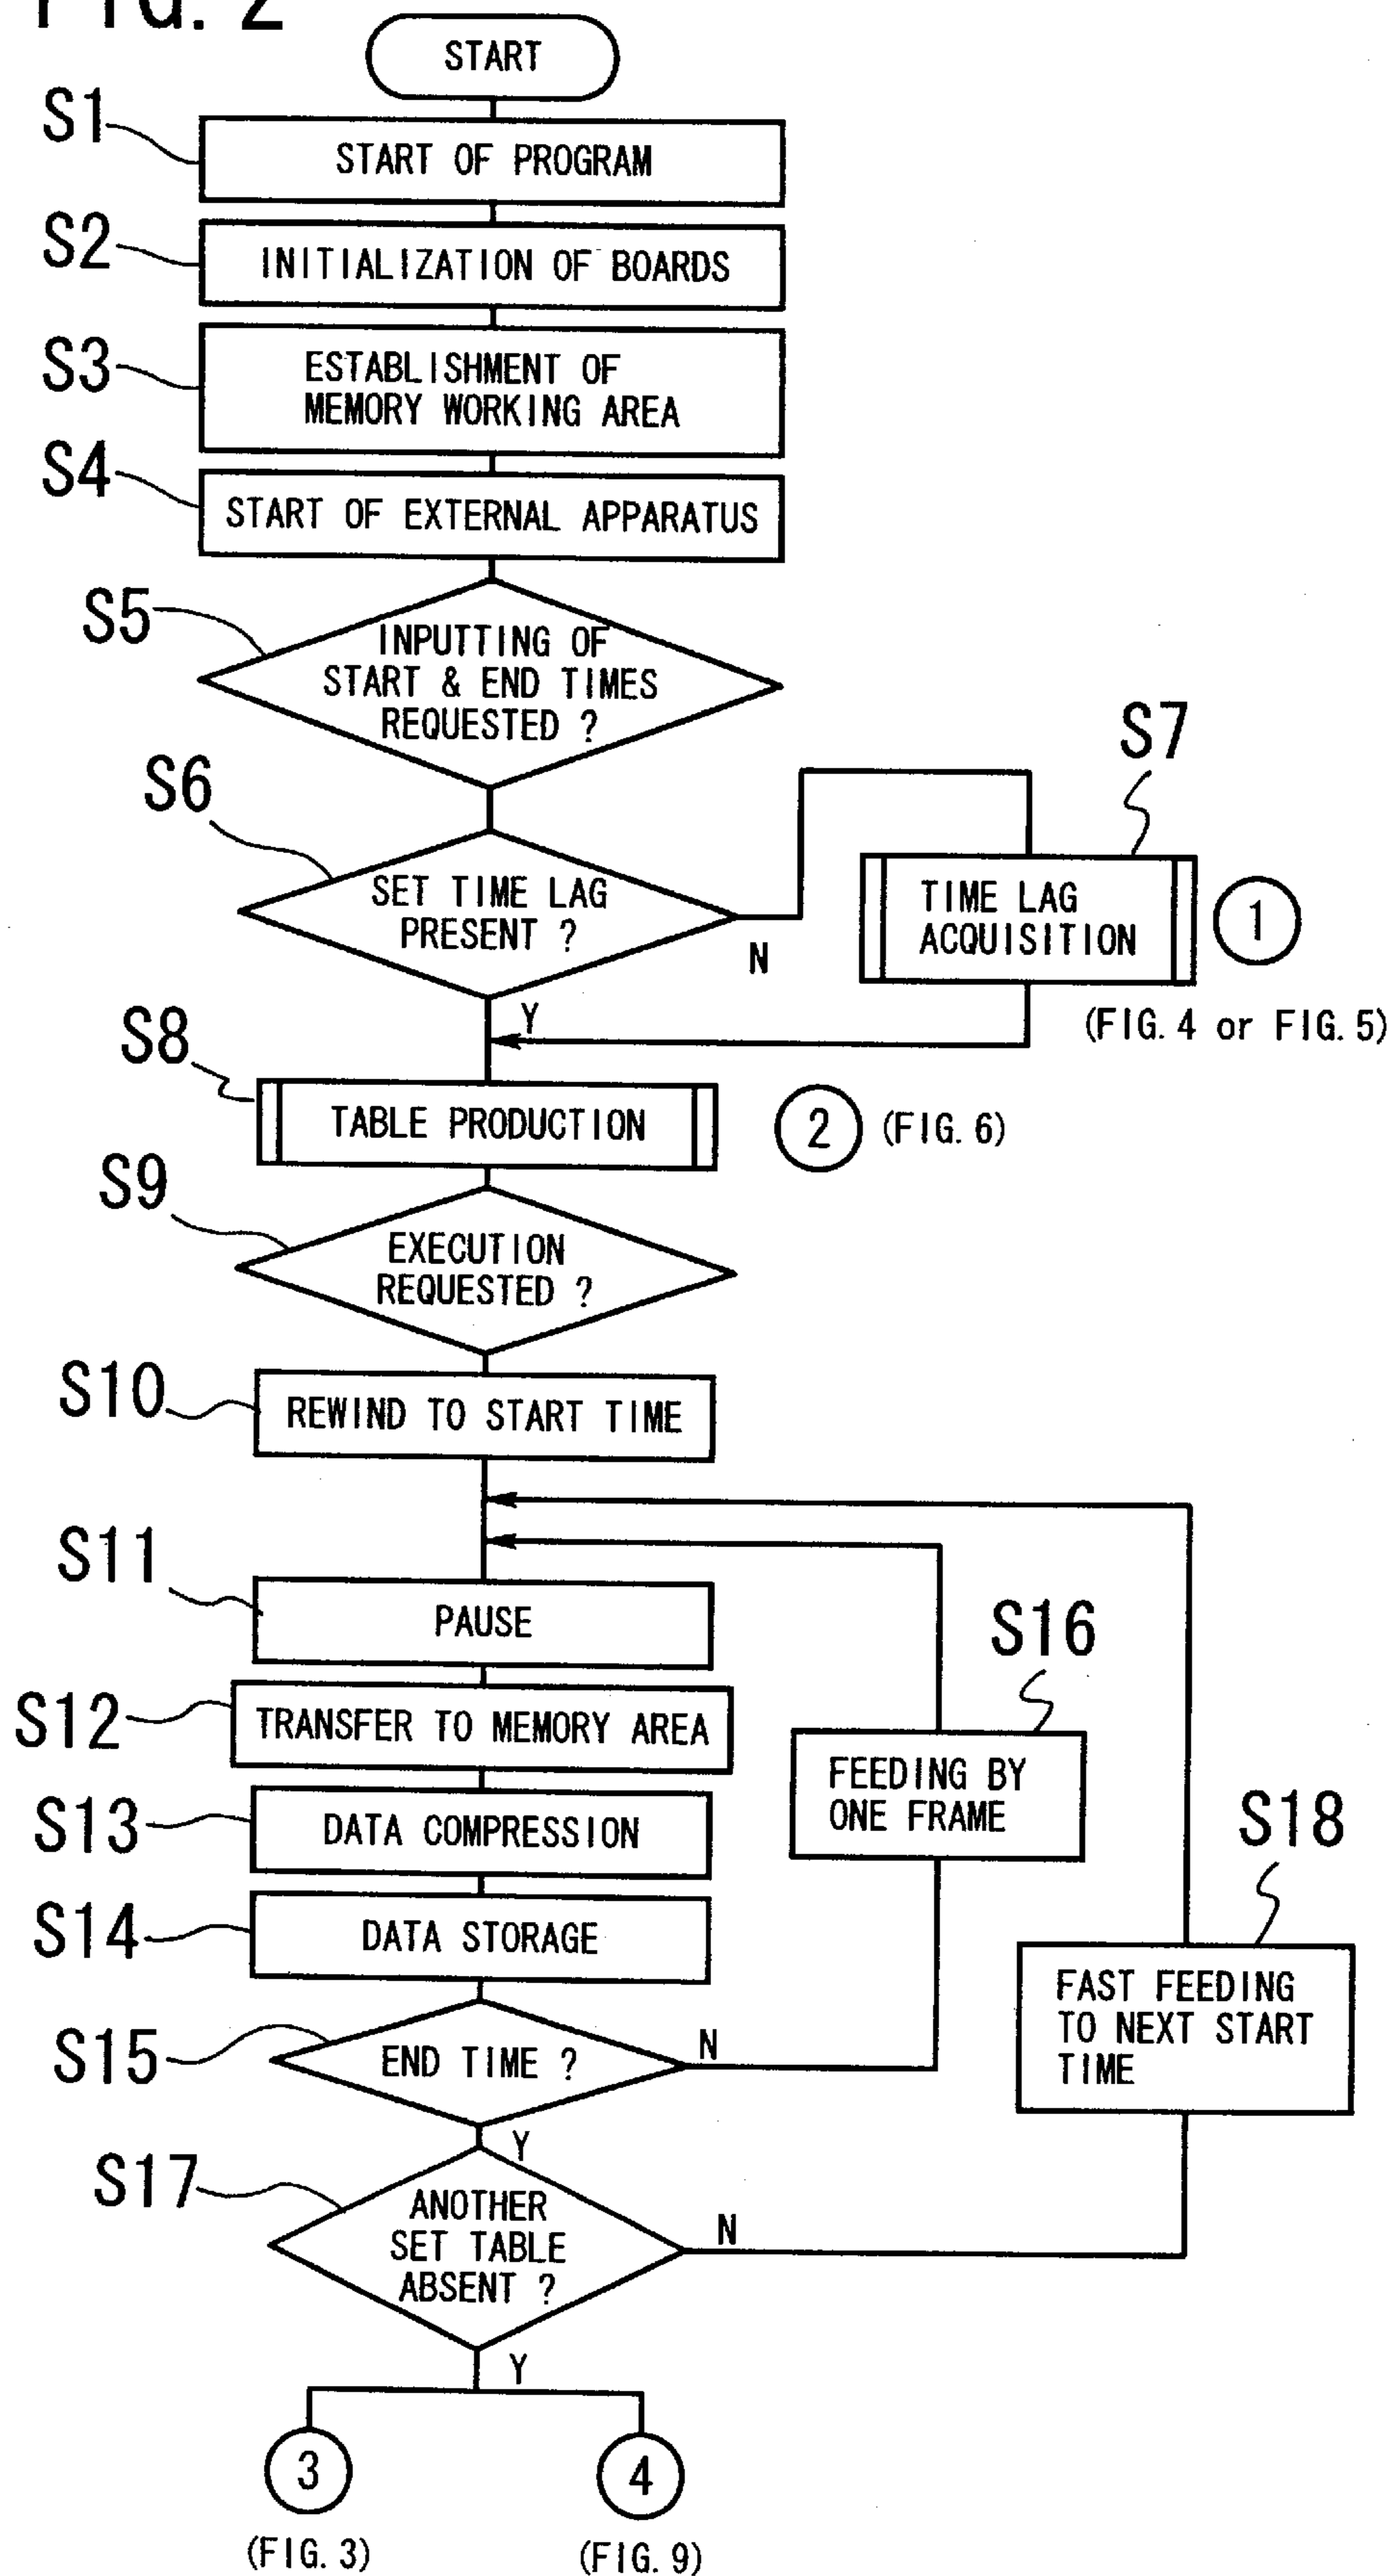 FIG. 2
START
S1
START OF PROGRAM
S2
INITIALIZATION OF BOARDS
S3
ESTABLISHMENT OF
MEMORY WORKING AREA
S4
START OF EXTERNAL APPARATUS
S5
INPUTTING OF
START & END TIMES
REQUESTED ?
S6
SET TIME LAG
PRESENT ?
N
Y
S7
TIME LAG
ACQUISITION
1
(FIG. 4 or FIG. 5)
S8
TABLE PRODUCTION
2 (FIG. 6)
S9
EXECUTION
REQUESTED ?
S10
REWIND TO START TIME
S11
PAUSE
S12
TRANSFER TO MEMORY AREA
S13
DATA COMPRESSION
S14
DATA STORAGE
S15
END TIME ?
N
Y
S16
FEEDING BY
ONE FRAME
S17
ANOTHER
SET TABLE
ABSENT ?
N
Y
S18
FAST FEEDING
TO NEXT START
TIME
3
(FIG. 3)
4
(FIG. 9)